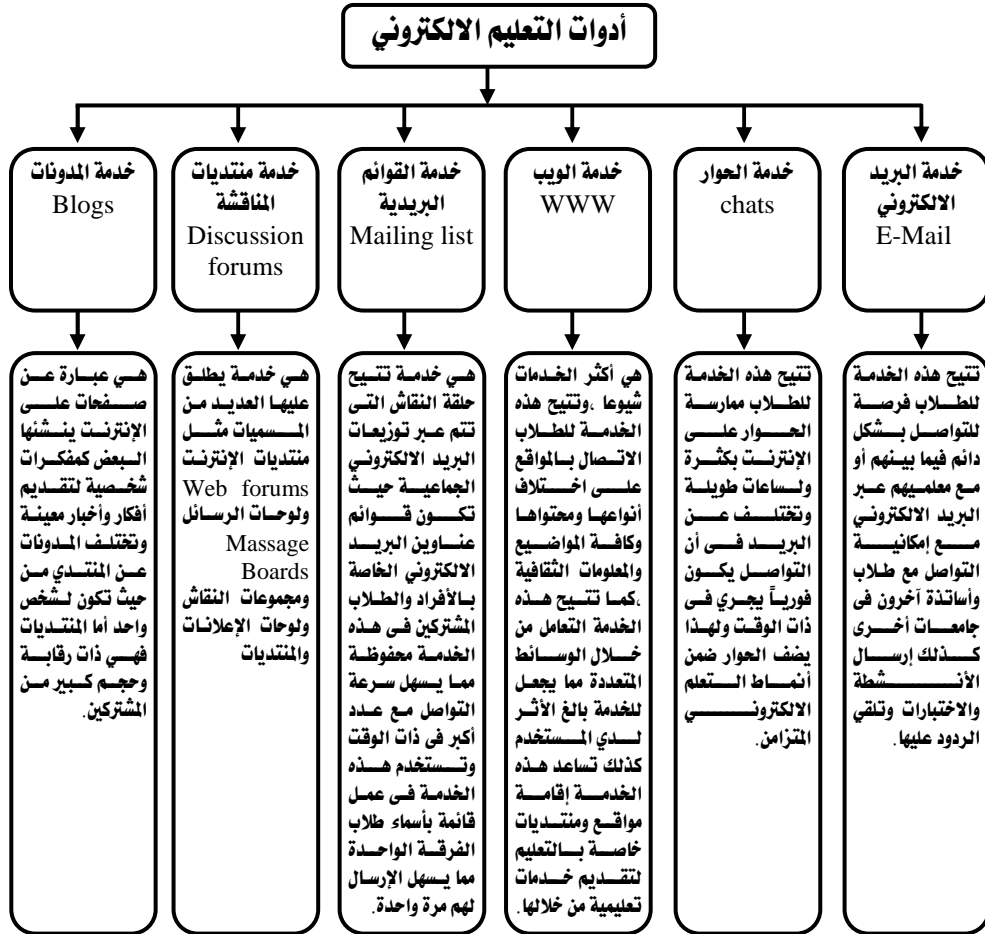 أدوات التعليم الالكتروني
خدمة البريد
الالكتروني
E-Mail
خدمة الحوار
chats
خدمة الويب
WWW
خدمة القوائم
البريدية
Mailing list
خدمة منتديات
المناقشة
Discussion
forums
خدمة المدونات
Blogs
تتيح هذه الخدمة
للطلاب فرصة
للتواصل بشكل
دائم فيما بينهم أو
مع معلميهم عبر
البريد الالكتروني
مع إمكانية
التواصل مع طلاب
وأساتذة آخرون فى
جامعات أخرى
كذلك إرسال
الأنشطة
والاختبارات وتلقي
الردود عليها.
تتيح هذه الخدمة
للطلاب ممارسة
الحوار على
الإنترنت بكثرة
ولساعات طويلة
وتختلف عن
البريد فى أن
التواصل يكون
فورياً يجري فى
ذات الوقت ولهذا
يضف الحوار ضمن
أنماط التعلم
الالكتروني
المتزامن.
هي أكثر الخدمات
شيوعا ،وتتيح هذه
الخدمة للطلاب
الاتصال بالمواقع
على اختلاف
أنواعها ومحتواها
وكافة المواضيع
والمعلومات الثقافية
،كما تتيح هذه
الخدمة التعامل من
خلال الوسائط
المتعددة مما يجعل
للخدمة بالغ الأثر
لدي المستخدم
كذلك تساعد هذه
الخدمة إقامة
مواقع ومنتديات
خاصة بالتعليم
لتقديم خدمات
تعليمية من خلالها.
هي خدمة تتيح
حلقة النقاش التى
تتم عبر توزيعات
البريد الالكتروني
الجماعية حيث
تكون قوائم
عناوين البريد
الالكتروني الخاصة
بالأفراد والطلاب
المشتركين فى هذه
الخدمة محفوظة
مما يسهل سرعة
التواصل مع عدد
أكبر فى ذات الوقت
وتستخدم هذه
الخدمة فى عمل
قائمة بأسماء طلاب
الفرقة الواحدة
مما يسهل الإرسال
لهم مرة واحدة.
هي خدمة يطلق
عليها العديد من
المسميات مثل
منتديات الإنترنت
Web forums
ولوحات الرسائل
Massage
Boards
ومجموعات النقاش
ولوحات الإعلانات
والمنتديات
هي عبارة عن
صفحات على
الإنترنت ينشئها
البعض كمفكرات
شخصية لتقديم
أفكار وأخبار معينة
وتختلف المدونات
عن المنتدي من
حيث تكون لشخص
واحد أما المنتديات
فهي ذات رقابة
وحجم كبير من
المشتركين.